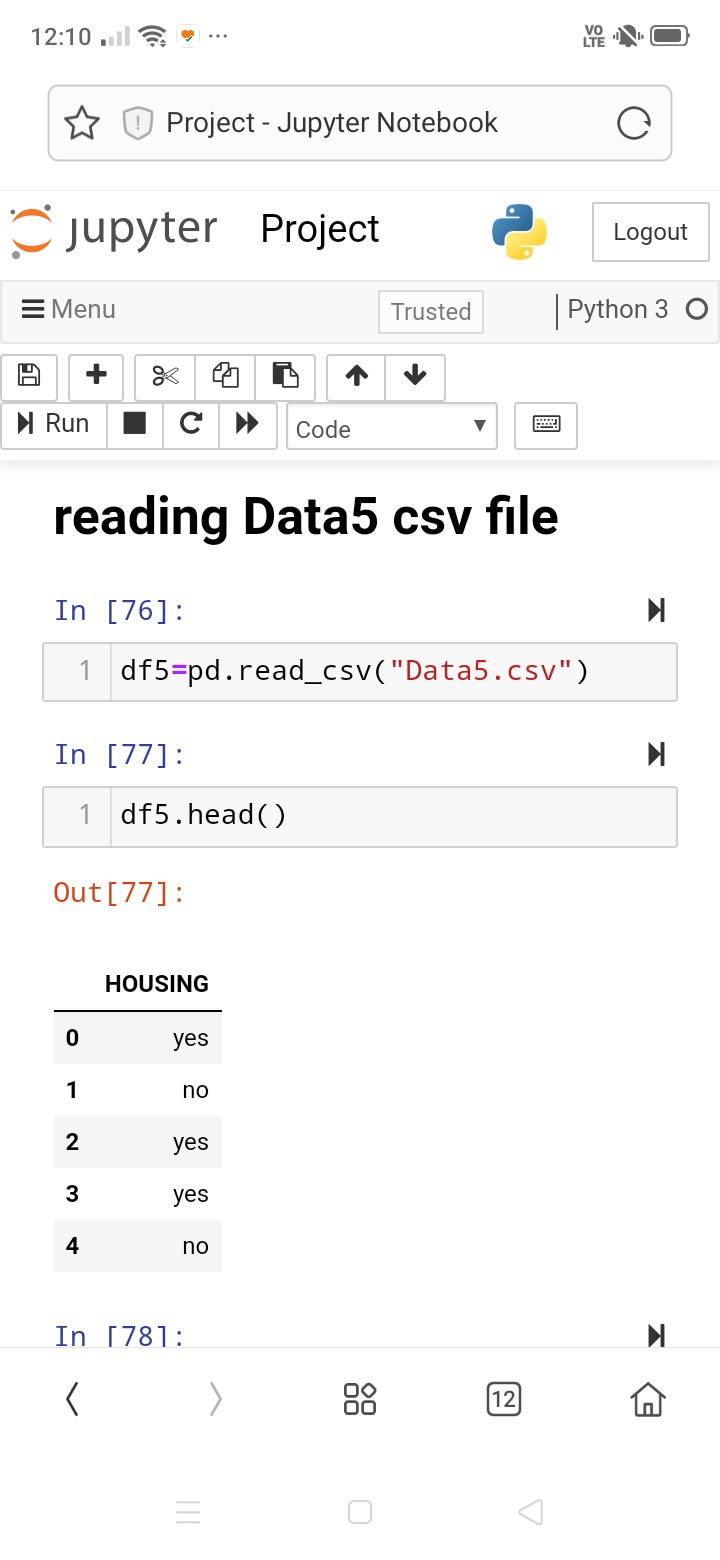 12:10 ... VO LTE
Project - Jupyter Notebook
jupyter Project Logout
Menu Trusted Python 3
Run Code
reading Data5 csv file
In [76]:
1 df5=pd.read_csv("Data5.csv")
In [77]:
1 df5.head()
Out[77]:
HOUSING
0 yes
1 no
2 yes
3 yes
4 no
In [78]:
12